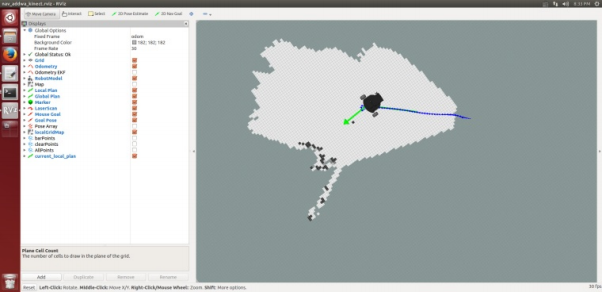 nav_addwa_kinect.rviz - RViz
Move Camera Interact Select 2D Pose Estimate 2D Nav Goal
Displays
Global Options
Fixed Frame odom
Background Color 182; 182; 182
Frame Rate 50
Global Status: Ok
Grid
Odometry
Odometry EKF
RobotModel
Map
Local Plan
Global Plan
Marker
LaserScan
Mouse Goal
Goal Pose
Pose Array
localGridMap
barPoints
clearPoints
AllPoints
current_local_plan
Plane Cell Count
The number of cells to draw in the plane of the grid.
Add Duplicate Remove Rename
Reset Left-Click: Rotate. Middle-Click: Move X/Y. Right-Click/Mouse Wheel: Zoom. Shift: More options.
30 fps